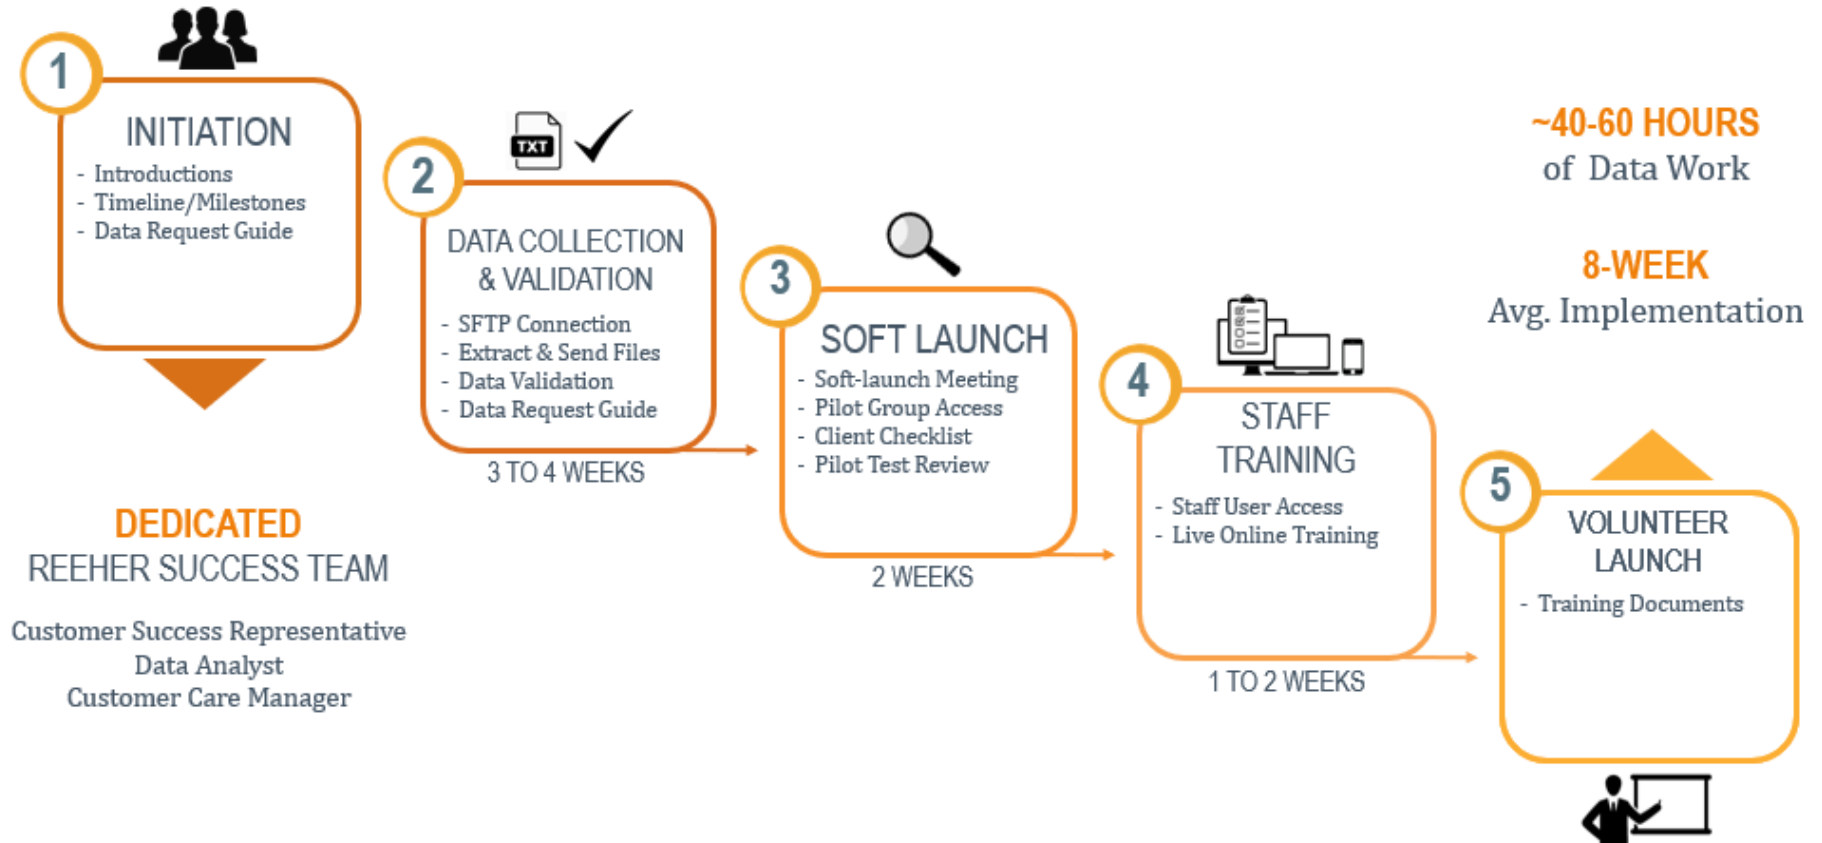 1
INITIATION
- Introductions
- Timeline/Milestones
- Data Request Guide
DEDICATED
REEHER SUCCESS TEAM
Customer Success Representative
Data Analyst
Customer Care Manager
TXT
2
DATA COLLECTION
& VALIDATION
- SFTP Connection
- Extract & Send Files
- Data Validation
- Data Request Guide
3 TO 4 WEEKS
3
SOFT LAUNCH
- Soft-launch Meeting
- Pilot Group Access
- Client Checklist
- Pilot Test Review
2 WEEKS
4
STAFF
TRAINING
- Staff User Access
- Live Online Training
1 TO 2 WEEKS
~40-60 HOURS
of Data Work
8-WEEK
Avg. Implementation
5
VOLUNTEER
LAUNCH
- Training Documents